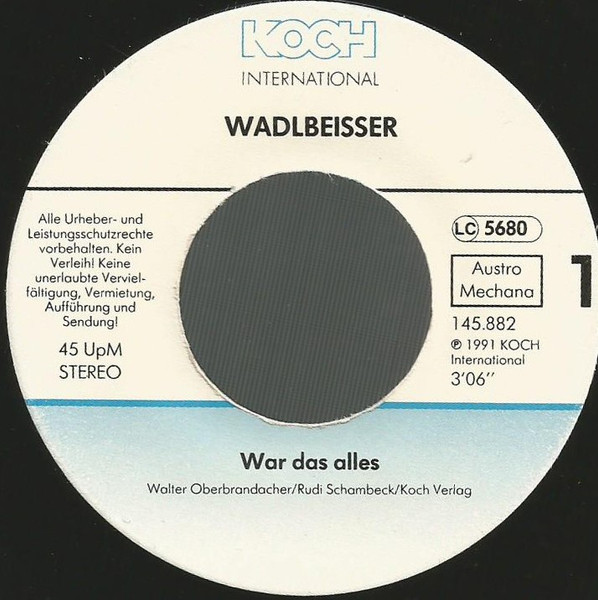 KOCH
INTERNATIONAL
WADLBEISSER
Alle Urheber- und
Leistungsschutzrechte
vorbehalten. Kein
Verleih! Keine
unerlaubte Verviel-
fältigung, Vermietung,
Aufführung und
Sendung!
45 UpM
STEREO
LC 5680
Austro
Mechana
1
145.882
℗ 1991 KOCH
International
3'06''
War das alles
Walter Oberbrandacher/Rudi Schambeck/Koch Verlag